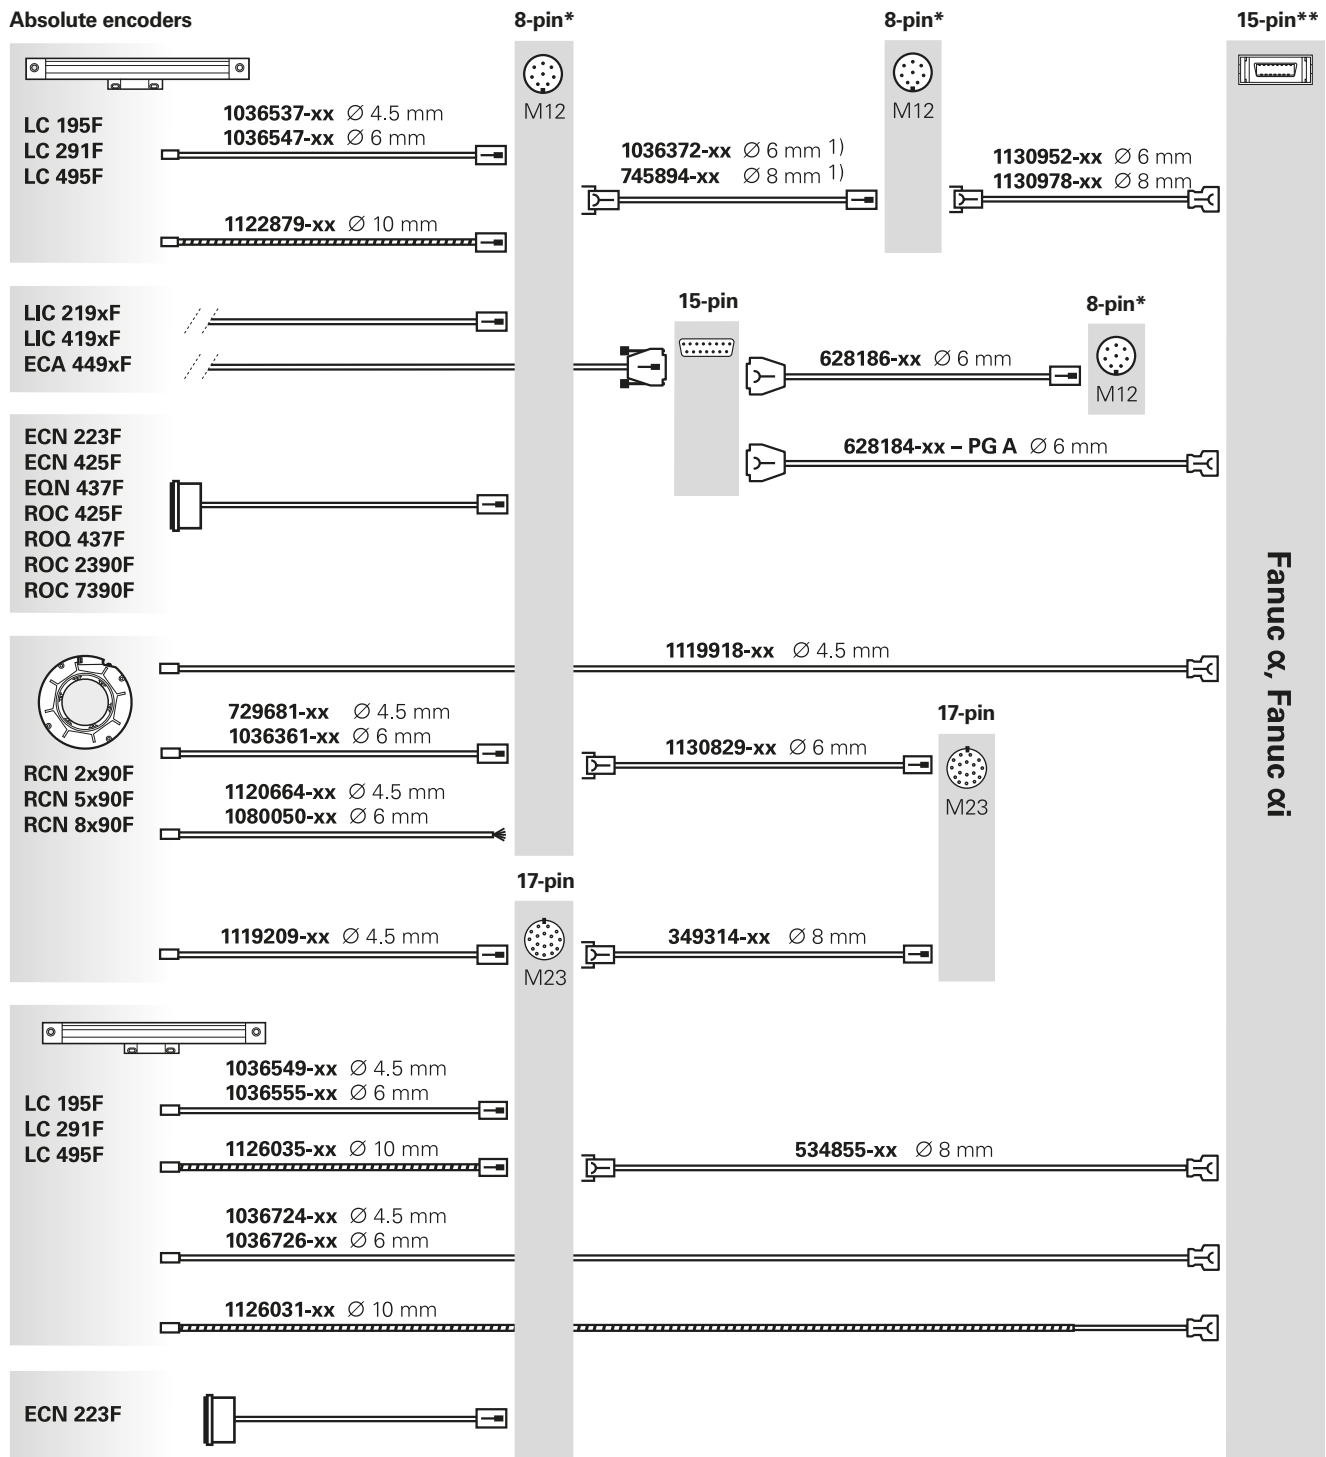 Absolute encoders
8-pin*
8-pin*
15-pin**
M12
M12
LC 195F
LC 291F
LC 495F
1036537-xx Ø 4.5 mm
1036547-xx Ø 6 mm
1036372-xx Ø 6 mm 1)
745894-xx Ø 8 mm 1)
1130952-xx Ø 6 mm
1130978-xx Ø 8 mm
1122879-xx Ø 10 mm
LIC 219xF
LIC 419xF
ECA 449xF
15-pin
8-pin*
628186-xx Ø 6 mm
M12
ECN 223F
ECN 425F
EQN 437F
ROC 425F
ROQ 437F
ROC 2390F
ROC 7390F
628184-xx – PG A Ø 6 mm
Fanuc α, Fanuc αi
1119918-xx Ø 4.5 mm
729681-xx Ø 4.5 mm
1036361-xx Ø 6 mm
17-pin
1130829-xx Ø 6 mm
M23
RCN 2x90F
RCN 5x90F
RCN 8x90F
1120664-xx Ø 4.5 mm
1080050-xx Ø 6 mm
17-pin
1119209-xx Ø 4.5 mm
M23
349314-xx Ø 8 mm
LC 195F
LC 291F
LC 495F
1036549-xx Ø 4.5 mm
1036555-xx Ø 6 mm
1126035-xx Ø 10 mm
534855-xx Ø 8 mm
1036724-xx Ø 4.5 mm
1036726-xx Ø 6 mm
1126031-xx Ø 10 mm
ECN 223F